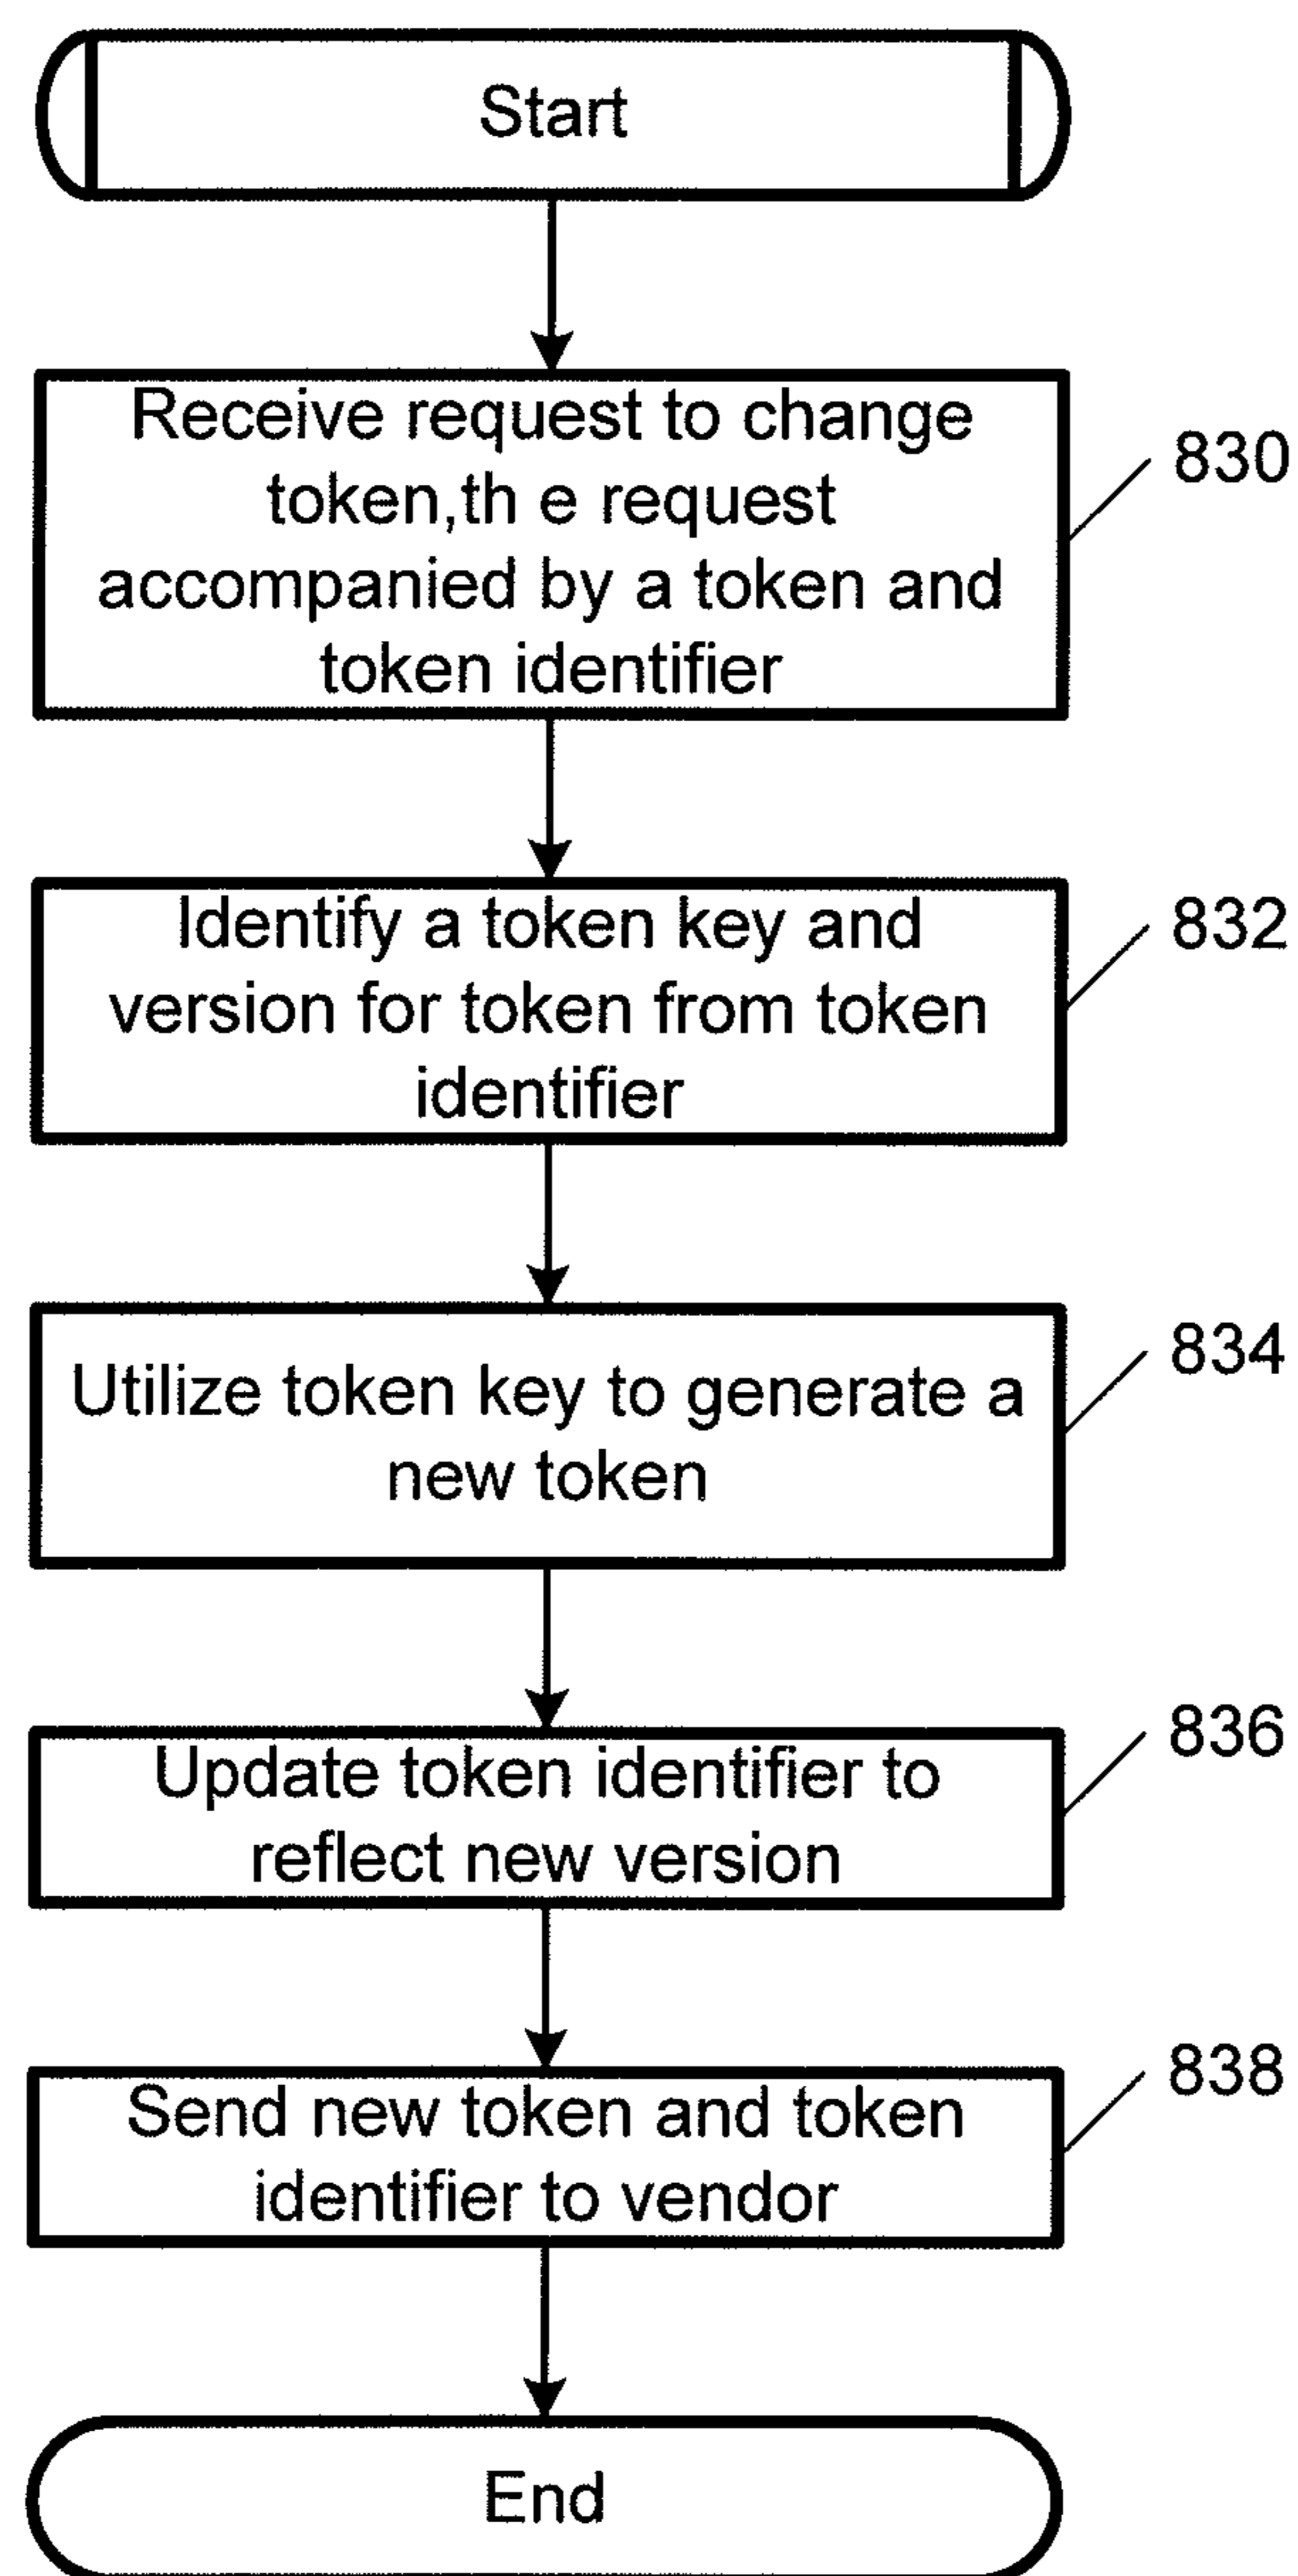 Start
Receive request to change
token,th e request
accompanied by a token and
token identifier
830
Identify a token key and
version for token from token
identifier
832
Utilize token key to generate a
new token
834
Update token identifier to
reflect new version
836
Send new token and token
identifier to vendor
838
End